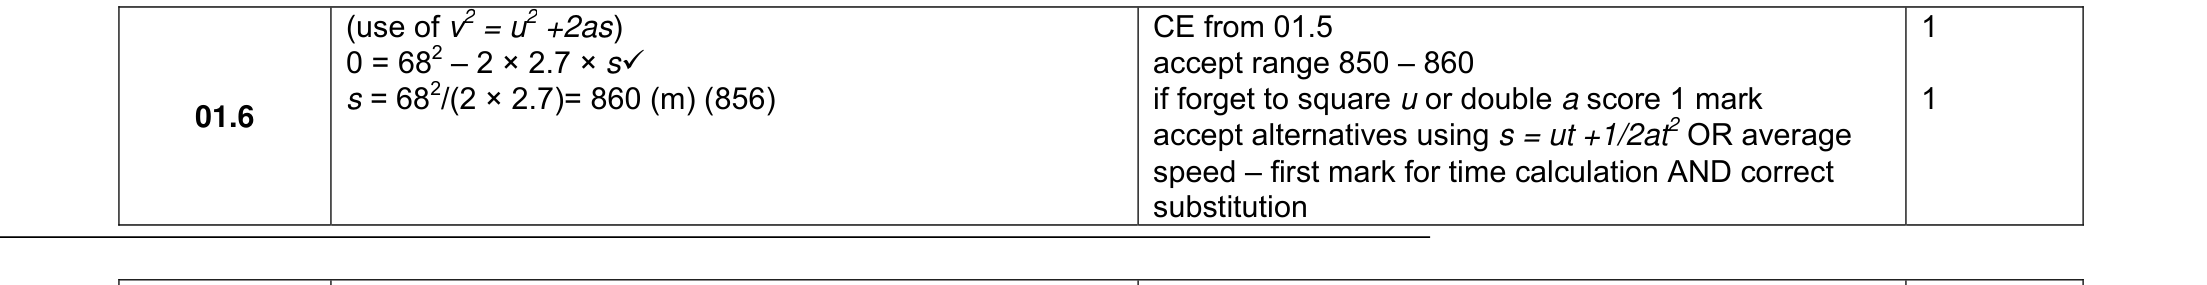 01.6
(use of v² = u² +2as)
0 = 68² – 2 × 2.7 × s✓
s = 68²/(2 × 2.7)= 860 (m) (856)
CE from 01.5
accept range 850 – 860
if forget to square u or double a score 1 mark
accept alternatives using s = ut +1/2at² OR average
speed – first mark for time calculation AND correct
substitution
1
1